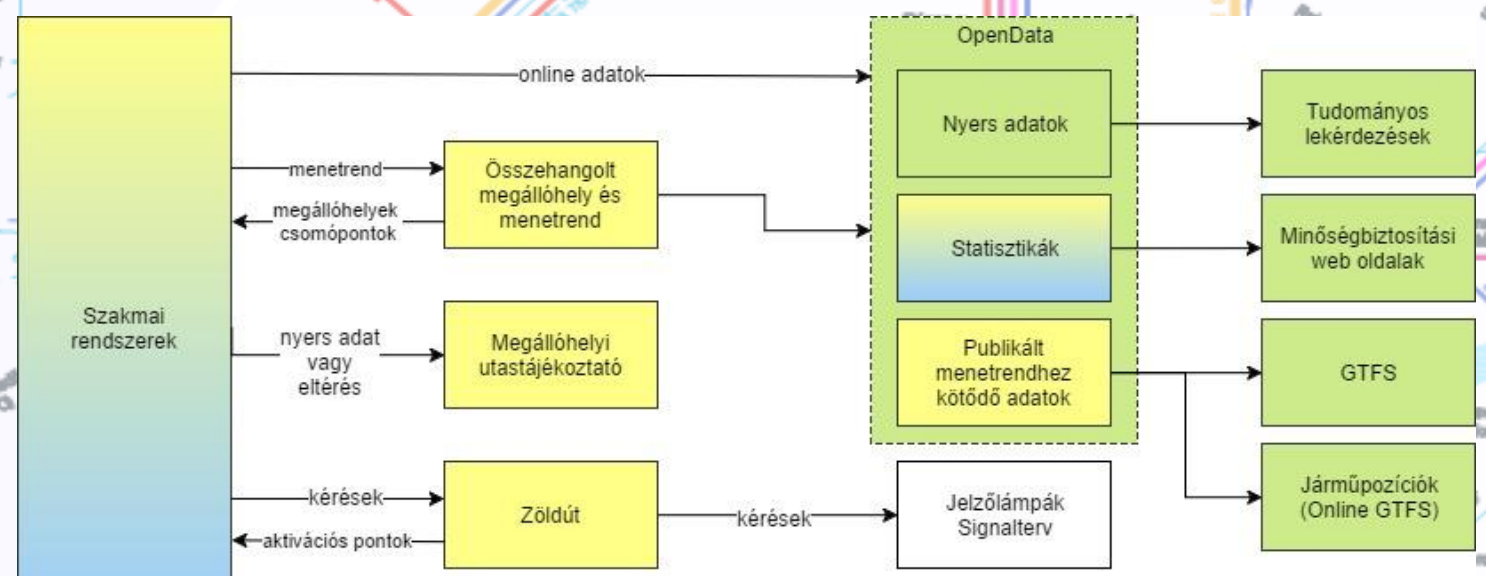 OpenData
online adatok
Nyers adatok
Tudományos
lekérdezések
menetrend
Összehangolt
megállóhely és
menetrend
megállóhelyek
csomópontok
Statisztikák
Minőségbiztosítási
web oldalak
Szakmai
rendszerek
nyers adat
vagy
eltérés
Megállóhelyi
utastájékoztató
Publikált
menetrendhez
kötődő adatok
GTFS
kérések
Zöldút
aktivációs pontok
kérések
Jelzőlámpák
Signalterv
Járműpozíciók
(Online GTFS)